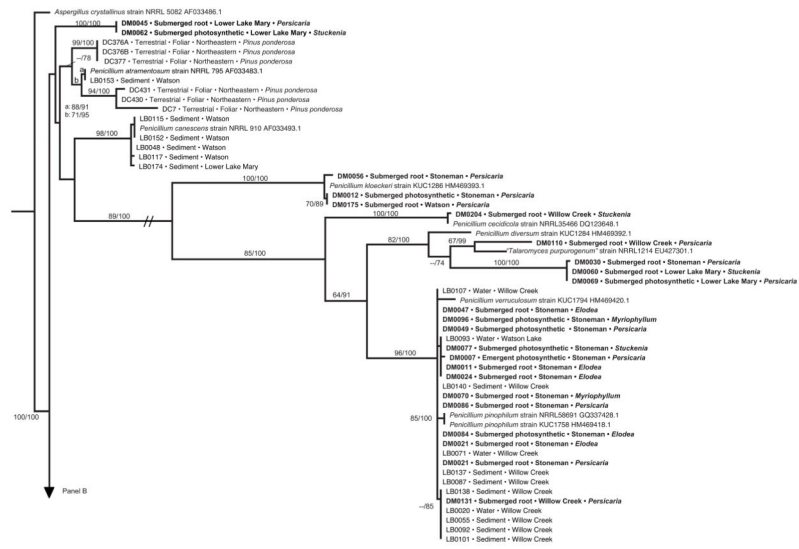 Aspergillus crystallinus strain NRRL 5082 AF033486.1
100/100
DM0045 • Submerged root • Lower Lake Mary • Persicaria
DM0062 • Submerged photosynthetic • Lower Lake Mary • Stuckenia
99/100
DC376A • Terrestrial • Foliar • Northeastern • Pinus ponderosa
DC376B • Terrestrial • Foliar • Northeastern • Pinus ponderosa
--/78
DC377 • Terrestrial • Foliar • Northeastern • Pinus ponderosa
a
Penicillium atramentosum strain NRRL 795 AF033483.1
b
LB0153 • Sediment • Watson
94/100
DC431 • Terrestrial • Foliar • Northeastern • Pinus ponderosa
DC430 • Terrestrial • Foliar • Northeastern • Pinus ponderosa
a: 88/91
DC7 • Terrestrial • Foliar • Northeastern • Pinus ponderosa
b: 71/95
LB0115 • Sediment • Watson
Penicillium canescens strain NRRL 910 AF033493.1
98/100
LB0152 • Sediment • Watson
LB0048 • Sediment • Watson
LB0117 • Sediment • Watson
LB0174 • Sediment • Lower Lake Mary
100/100
DM0056 • Submerged root • Stoneman • Persicaria
Penicillium kloeckeri strain KUC1286 HM469393.1
DM0012 • Submerged photosynthetic • Stoneman • Persicaria
70/89
DM0175 • Submerged root • Watson • Persicaria
89/100
100/100
DM0204 • Submerged root • Willow Creek • Stuckenia
Penicillium cecidicola strain NRRL35466 DQ123648.1
85/100
82/100
Penicillium diversum strain KUC1284 HM469392.1
67/99
DM0110 • Submerged root • Willow Creek • Persicaria
"Talaromyces purpurogenum" strain NRRL1214 EU427301.1
--/74
100/100
DM0030 • Submerged root • Stoneman • Persicaria
DM0060 • Submerged root • Lower Lake Mary • Stuckenia
DM0069 • Submerged photosynthetic • Lower Lake Mary • Persicaria
64/91
LB0107 • Water • Willow Creek
Penicillium verruculosum strain KUC1794 HM469420.1
DM0047 • Submerged root • Stoneman • Elodea
DM0096 • Submerged photosynthetic • Stoneman • Myriophyllum
DM0049 • Submerged photosynthetic • Stoneman • Persicaria
LB0093 • Water • Watson Lake
DM0077 • Submerged photosynthetic • Stoneman • Stuckenia
96/100
DM0007 • Emergent photosynthetic • Stoneman • Persicaria
DM0011 • Submerged root • Stoneman • Elodea
DM0024 • Submerged root • Stoneman • Elodea
LB0140 • Sediment • Willow Creek
DM0070 • Submerged root • Stoneman • Myriophyllum
DM0086 • Submerged root • Stoneman • Persicaria
Penicillium pinophilum strain NRRL58691 GQ337428.1
85/100
Penicillium pinophilum strain KUC1758 HM469418.1
DM0084 • Submerged photosynthetic • Stoneman • Elodea
100/100
DM0021 • Submerged root • Stoneman • Elodea
LB0071 • Water • Willow Creek
DM0021 • Submerged root • Stoneman • Persicaria
LB0137 • Sediment • Willow Creek
LB0087 • Sediment • Willow Creek
Panel B
LB0138 • Sediment • Willow Creek
DM0131 • Submerged root • Willow Creek • Persicaria
--/85
LB0020 • Water • Willow Creek
LB0055 • Sediment • Willow Creek
LB0092 • Sediment • Willow Creek
LB0101 • Sediment • Willow Creek